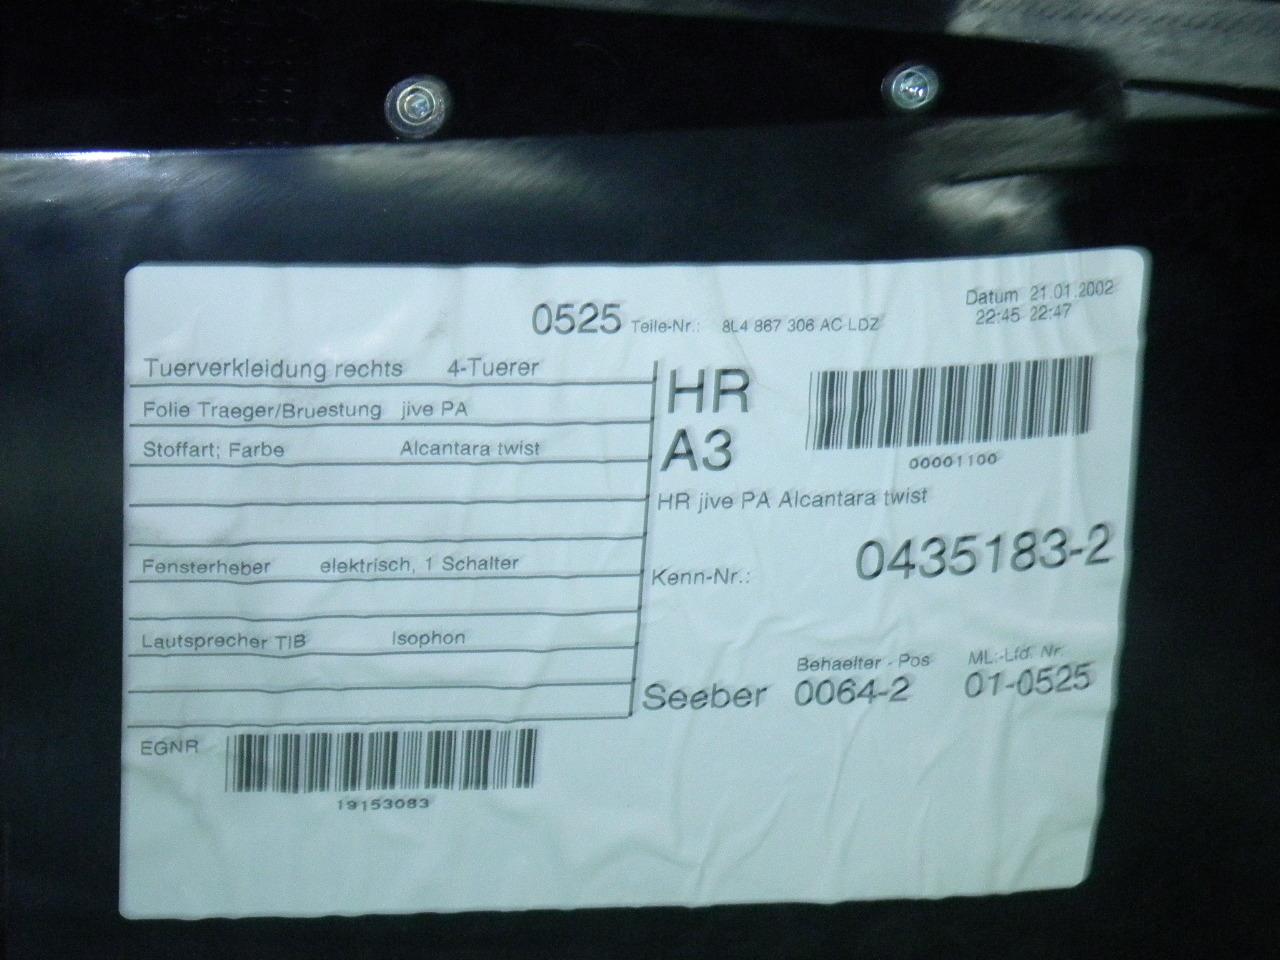 0525 Teile-Nr.: 8L4 867 306 AC LDZ
Datum 21.01.2002
22:45 22:47
Tuerverkleidung rechts 4-Tuerer
Folie Traeger/Bruestung jive PA
Stoffart; Farbe Alcantara twist
Fensterheber elektrisch, 1 Schalter
Lautsprecher TIB Isophon
HR
A3
00001100
HR jive PA Alcantara twist
Kenn-Nr.: 0435183-2
Behaelter - Pos ML.-Lfd. Nr.
Seeber 0064-2 01-0525
EGNR
19153083